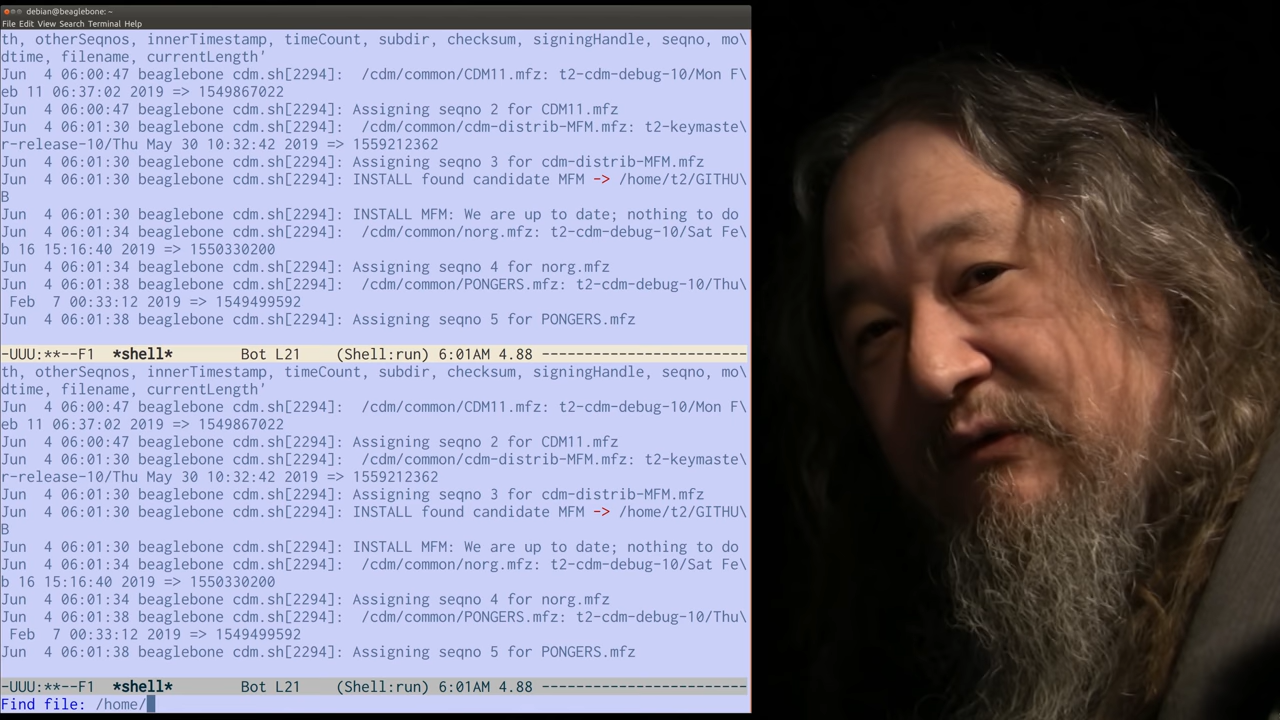 debian@beaglebone: ~
File Edit View Search Terminal Help
th, otherSeqnos, innerTimestamp, timeCount, subdir, checksum, signingHandle, seqno, mo\
dtime, filename, currentLength'
Jun  4 06:00:47 beaglebone cdm.sh[2294]:  /cdm/common/CDM11.mfz: t2-cdm-debug-10/Mon F\
eb 11 06:37:02 2019 => 1549867022
Jun  4 06:00:47 beaglebone cdm.sh[2294]: Assigning seqno 2 for CDM11.mfz
Jun  4 06:01:30 beaglebone cdm.sh[2294]:  /cdm/common/cdm-distrib-MFM.mfz: t2-keymaste\
r-release-10/Thu May 30 10:32:42 2019 => 1559212362
Jun  4 06:01:30 beaglebone cdm.sh[2294]: Assigning seqno 3 for cdm-distrib-MFM.mfz
Jun  4 06:01:30 beaglebone cdm.sh[2294]: INSTALL found candidate MFM -> /home/t2/GITHU\
B
Jun  4 06:01:30 beaglebone cdm.sh[2294]: INSTALL MFM: We are up to date; nothing to do
Jun  4 06:01:34 beaglebone cdm.sh[2294]:  /cdm/common/norg.mfz: t2-cdm-debug-10/Sat Fe\
b 16 15:16:40 2019 => 1550330200
Jun  4 06:01:34 beaglebone cdm.sh[2294]: Assigning seqno 4 for norg.mfz
Jun  4 06:01:38 beaglebone cdm.sh[2294]:  /cdm/common/PONGERS.mfz: t2-cdm-debug-10/Thu\
 Feb  7 00:33:12 2019 => 1549499592
Jun  4 06:01:38 beaglebone cdm.sh[2294]: Assigning seqno 5 for PONGERS.mfz
-UUU:**--F1  *shell*        Bot L21    (Shell:run) 6:01AM 4.88 ------------------------
th, otherSeqnos, innerTimestamp, timeCount, subdir, checksum, signingHandle, seqno, mo\
dtime, filename, currentLength'
Jun  4 06:00:47 beaglebone cdm.sh[2294]:  /cdm/common/CDM11.mfz: t2-cdm-debug-10/Mon F\
eb 11 06:37:02 2019 => 1549867022
Jun  4 06:00:47 beaglebone cdm.sh[2294]: Assigning seqno 2 for CDM11.mfz
Jun  4 06:01:30 beaglebone cdm.sh[2294]:  /cdm/common/cdm-distrib-MFM.mfz: t2-keymaste\
r-release-10/Thu May 30 10:32:42 2019 => 1559212362
Jun  4 06:01:30 beaglebone cdm.sh[2294]: Assigning seqno 3 for cdm-distrib-MFM.mfz
Jun  4 06:01:30 beaglebone cdm.sh[2294]: INSTALL found candidate MFM -> /home/t2/GITHU\
B
Jun  4 06:01:30 beaglebone cdm.sh[2294]: INSTALL MFM: We are up to date; nothing to do
Jun  4 06:01:34 beaglebone cdm.sh[2294]:  /cdm/common/norg.mfz: t2-cdm-debug-10/Sat Fe\
b 16 15:16:40 2019 => 1550330200
Jun  4 06:01:34 beaglebone cdm.sh[2294]: Assigning seqno 4 for norg.mfz
Jun  4 06:01:38 beaglebone cdm.sh[2294]:  /cdm/common/PONGERS.mfz: t2-cdm-debug-10/Thu\
 Feb  7 00:33:12 2019 => 1549499592
Jun  4 06:01:38 beaglebone cdm.sh[2294]: Assigning seqno 5 for PONGERS.mfz
-UUU:**--F1  *shell*        Bot L21    (Shell:run) 6:01AM 4.88 ------------------------
Find file: /home/